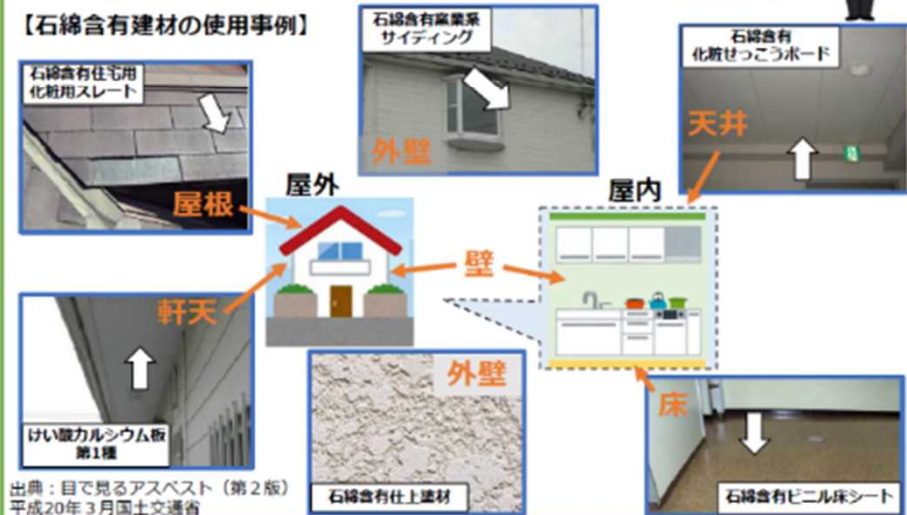 【石綿含有建材の使用事例】
石綿含有住宅用
化粧用スレート
屋根
石綿含有窯業系
サイディング
外壁
石綿含有
化粧せっこうボード
天井
屋外
屋内
壁
軒天
けい酸カルシウム板
第1種
外壁
石綿含有仕上塗材
床
石綿含有ビニル床シート
出典：目で見るアスベスト（第２版）
平成20年３月国土交通省